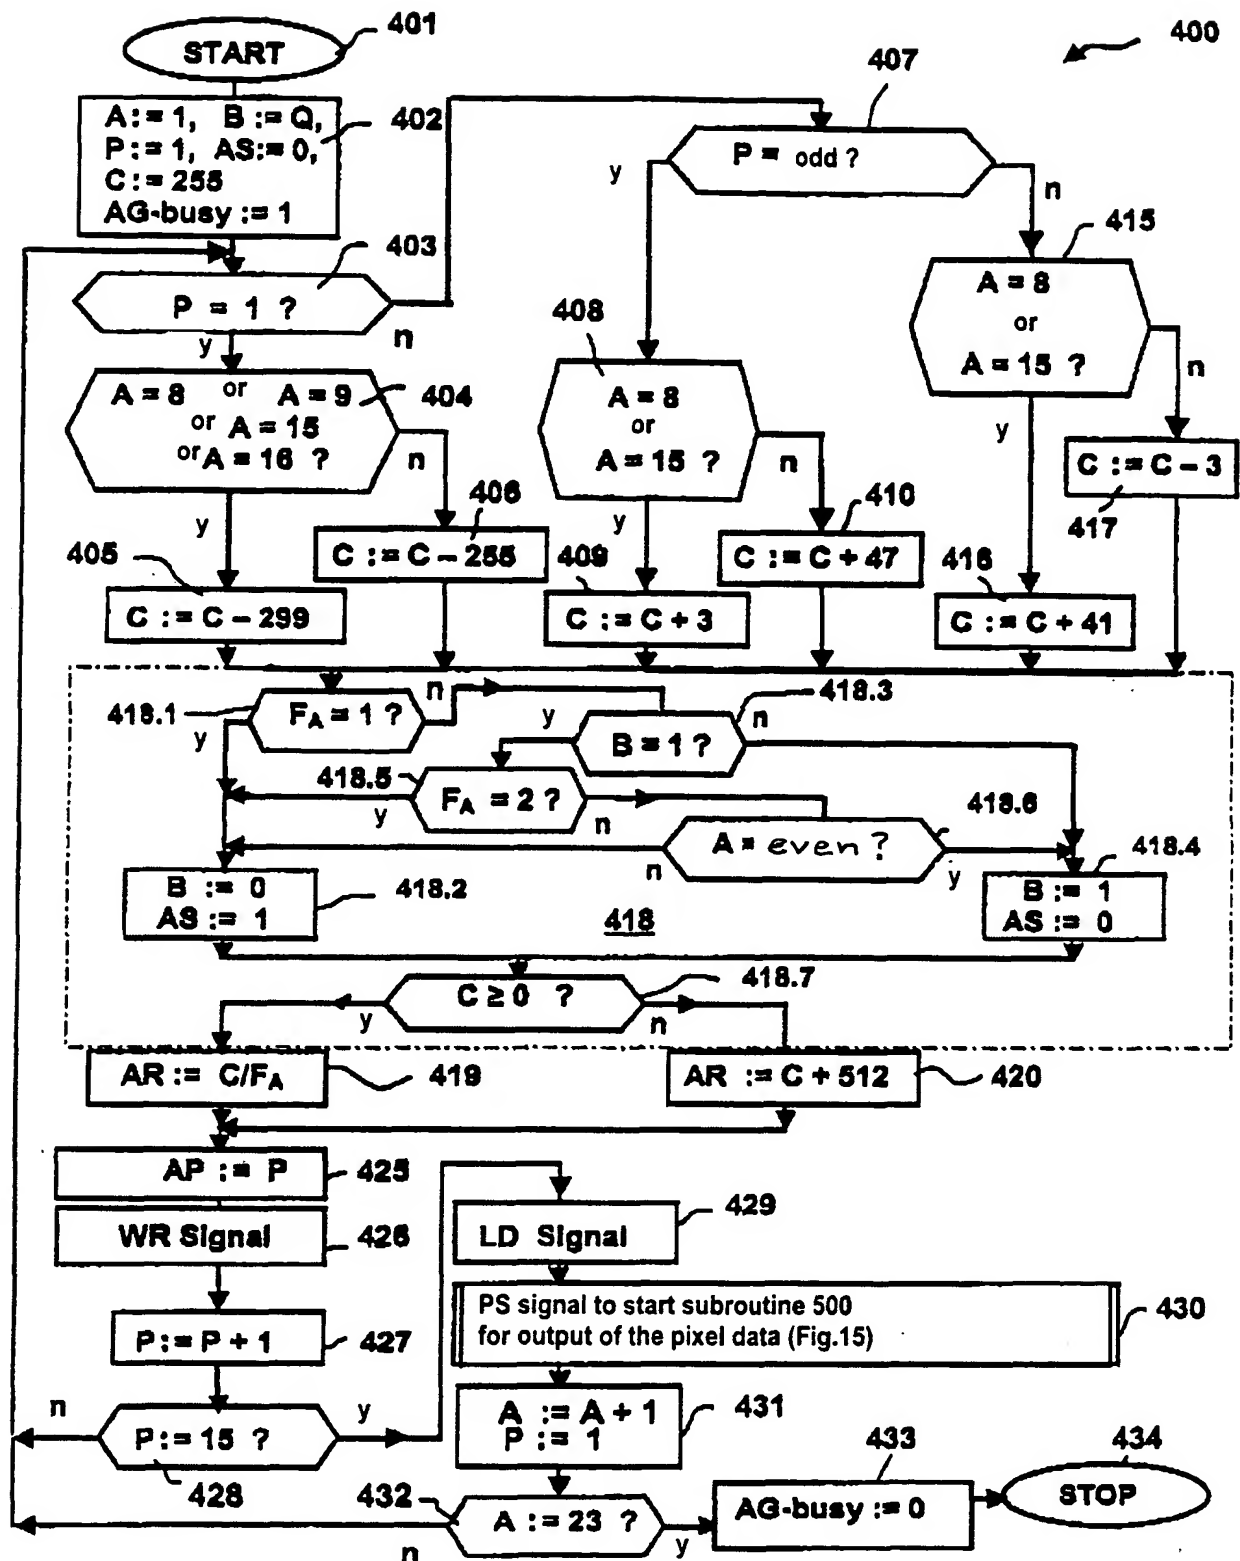 400
START
401
A := 1, B := Q,
P := 1, AS := 0,
C := 255
AG-busy := 1
402
P = 1 ?
403
y
n
P = odd ?
407
y
n
A = 8 or A = 9
or A = 15
or A = 16 ?
404
y
n
A = 8
or
A = 15 ?
408
y
n
A = 8
or
A = 15 ?
415
y
n
C := C – 299
405
C := C – 255
406
C := C + 3
409
C := C + 47
410
C := C + 41
416
C := C – 3
417
FA = 1 ?
418.1
y
n
B = 1 ?
418.3
y
n
FA = 2 ?
418.5
y
n
A = even ?
418.6
n
y
B := 0
AS := 1
418.2
418
B := 1
AS := 0
418.4
C ≥ 0 ?
418.7
y
n
AR := C/FA
419
AR := C + 512
420
AP := P
425
WR Signal
426
P := P + 1
427
P := 15 ?
428
n
y
LD Signal
429
PS signal to start subroutine 500
for output of the pixel data (Fig.15)
430
A := A + 1
P := 1
431
A := 23 ?
432
n
y
AG-busy := 0
433
STOP
434